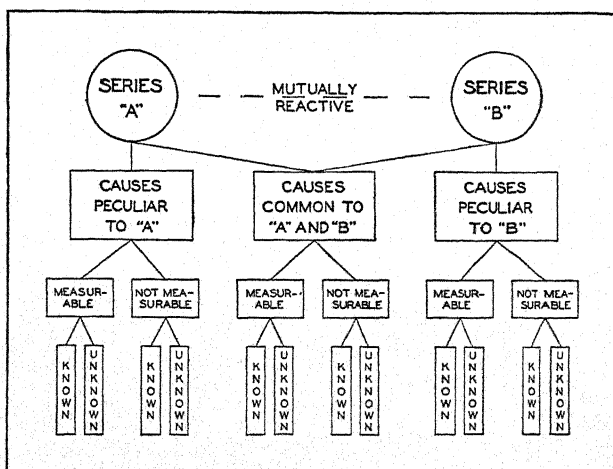 SERIES
"A"
MUTUALLY
REACTIVE
SERIES
"B"
CAUSES
PECULIAR
TO "A"
CAUSES
COMMON TO
"A" AND "B"
CAUSES
PECULIAR
TO "B"
MEASUR-
ABLE
NOT MEA-
SURABLE
MEASUR-
ABLE
NOT MEA-
SURABLE
MEASUR-
ABLE
NOT MEA-
SURABLE
KNOWN
UNKNOWN
KNOWN
UNKNOWN
KNOWN
UNKNOWN
KNOWN
UNKNOWN
KNOWN
UNKNOWN
KNOWN
UNKNOWN